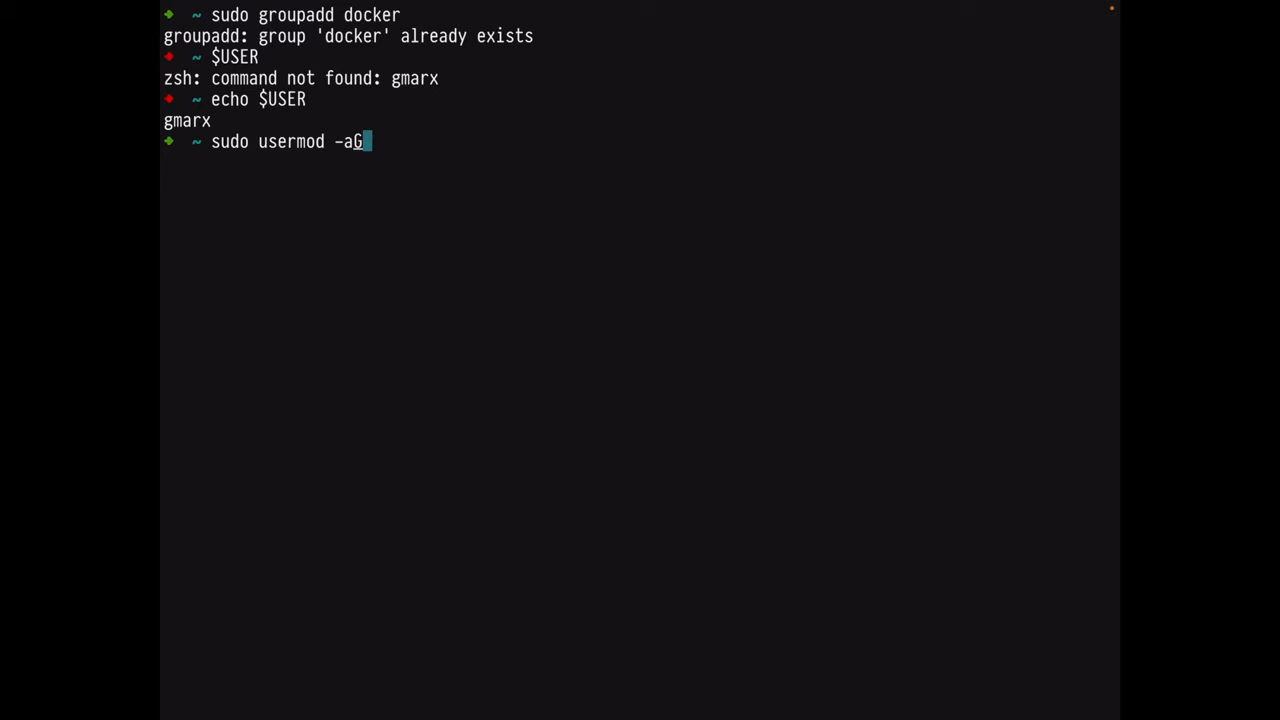 ~ sudo groupadd docker
groupadd: group 'docker' already exists
~ $USER
zsh: command not found: gmarx
~ echo $USER
gmarx
~ sudo usermod -aG